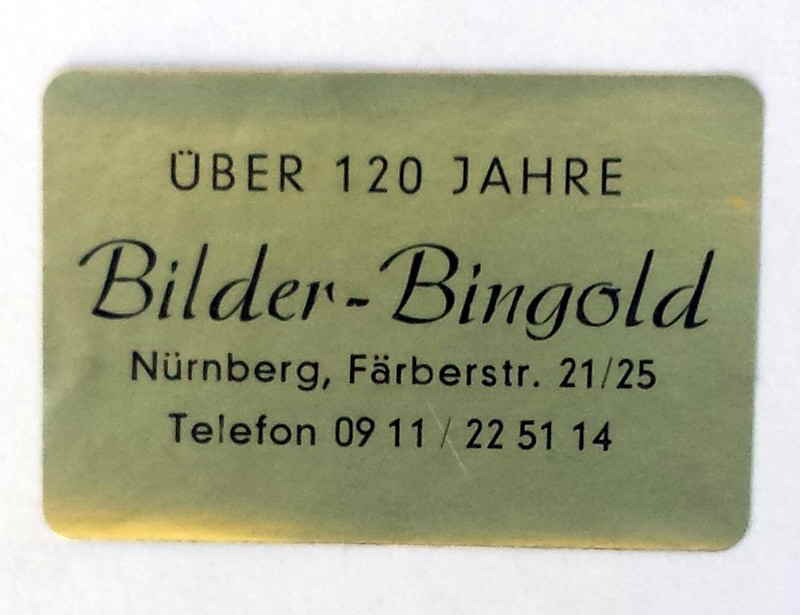 ÜBER 120 JAHRE
Bilder-Bingold
Nürnberg, Färberstr. 21/25
Telefon 09 11 / 22 51 14